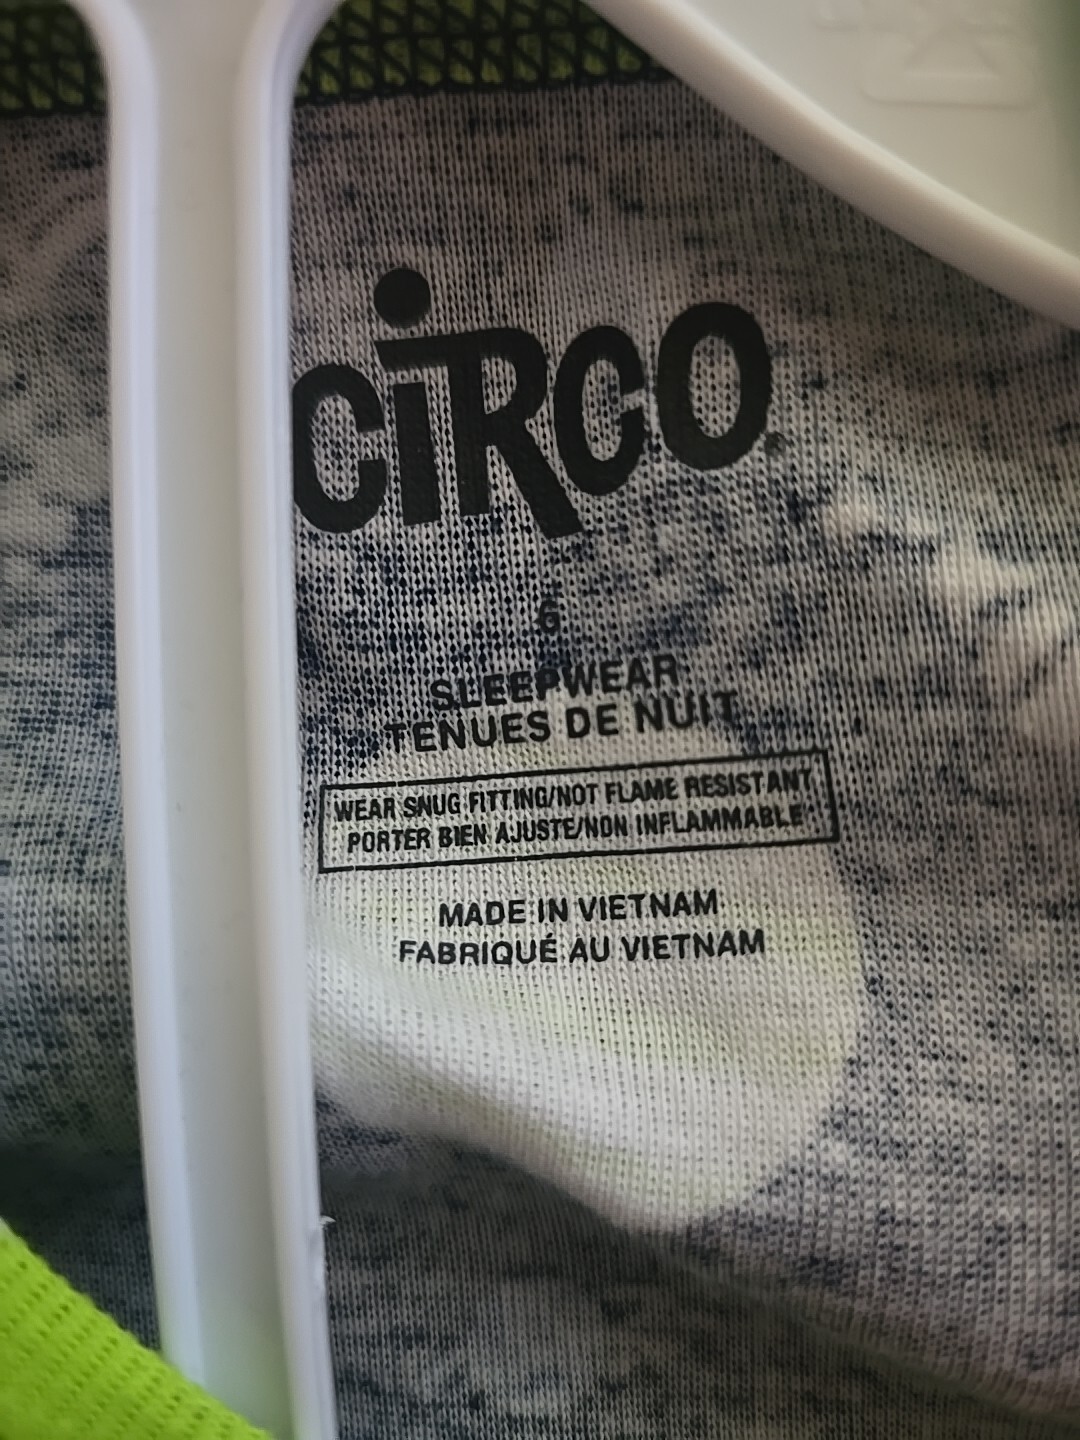 CiRCO®
6
SLEEPWEAR
TENUES DE NUIT
WEAR SNUG FITTING/NOT FLAME RESISTANT
PORTER BIEN AJUSTE/NON INFLAMMABLE
MADE IN VIETNAM
FABRIQUÉ AU VIETNAM